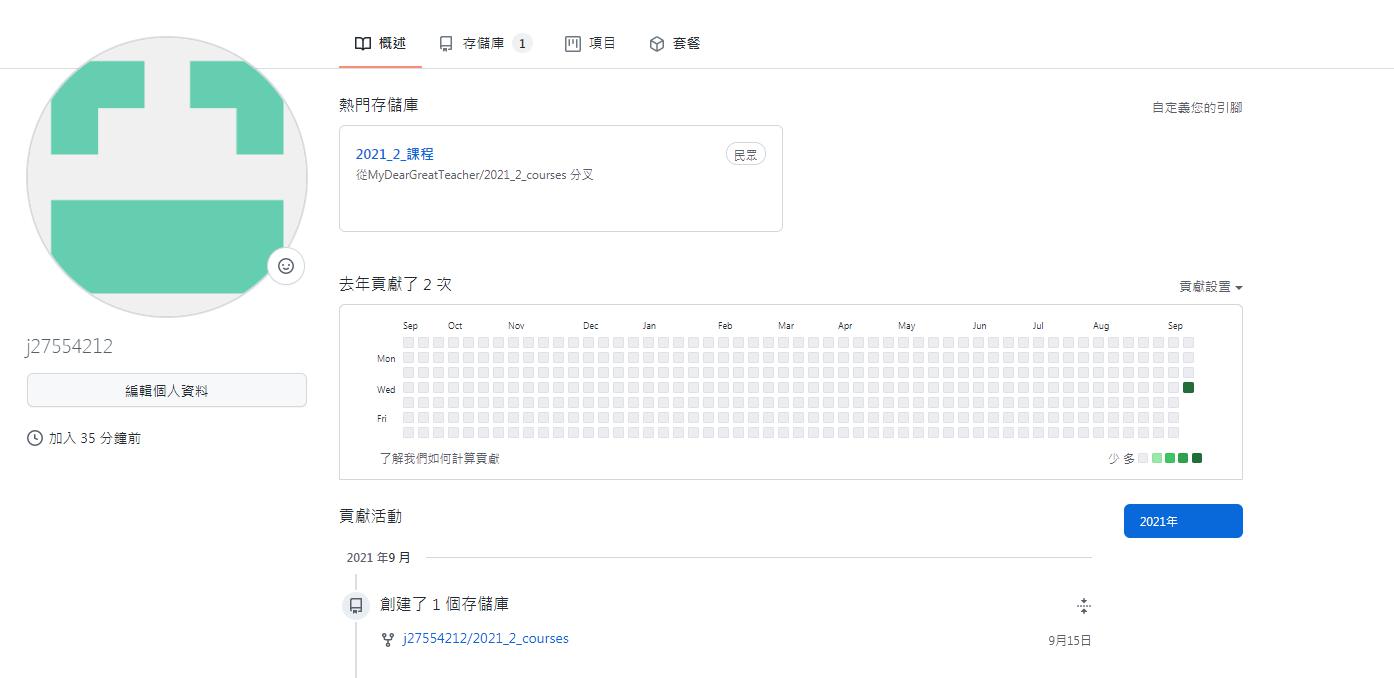 概述 存儲庫 1 項目 套餐
熱門存儲庫 自定義您的引腳
2021_2_課程 民眾
從MyDearGreatTeacher/2021_2_courses 分叉
去年貢獻了 2 次 貢獻設置
Sep Oct Nov Dec Jan Feb Mar Apr May Jun Jul Aug Sep
Mon
Wed
Fri
了解我們如何計算貢獻 少 多
j27554212
編輯個人資料
加入 35 分鐘前
貢獻活動 2021年
2021 年9 月
創建了 1 個存儲庫
j27554212/2021_2_courses 9月15日